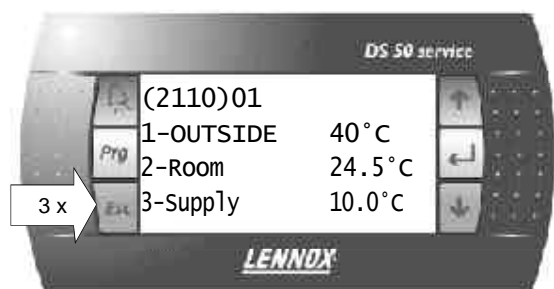 DS 50 service
(2110)01
1-OUTSIDE 40°C
Prg
2-Room 24.5°C
3 x
Esc
3-Supply 10.0°C
LENNOX